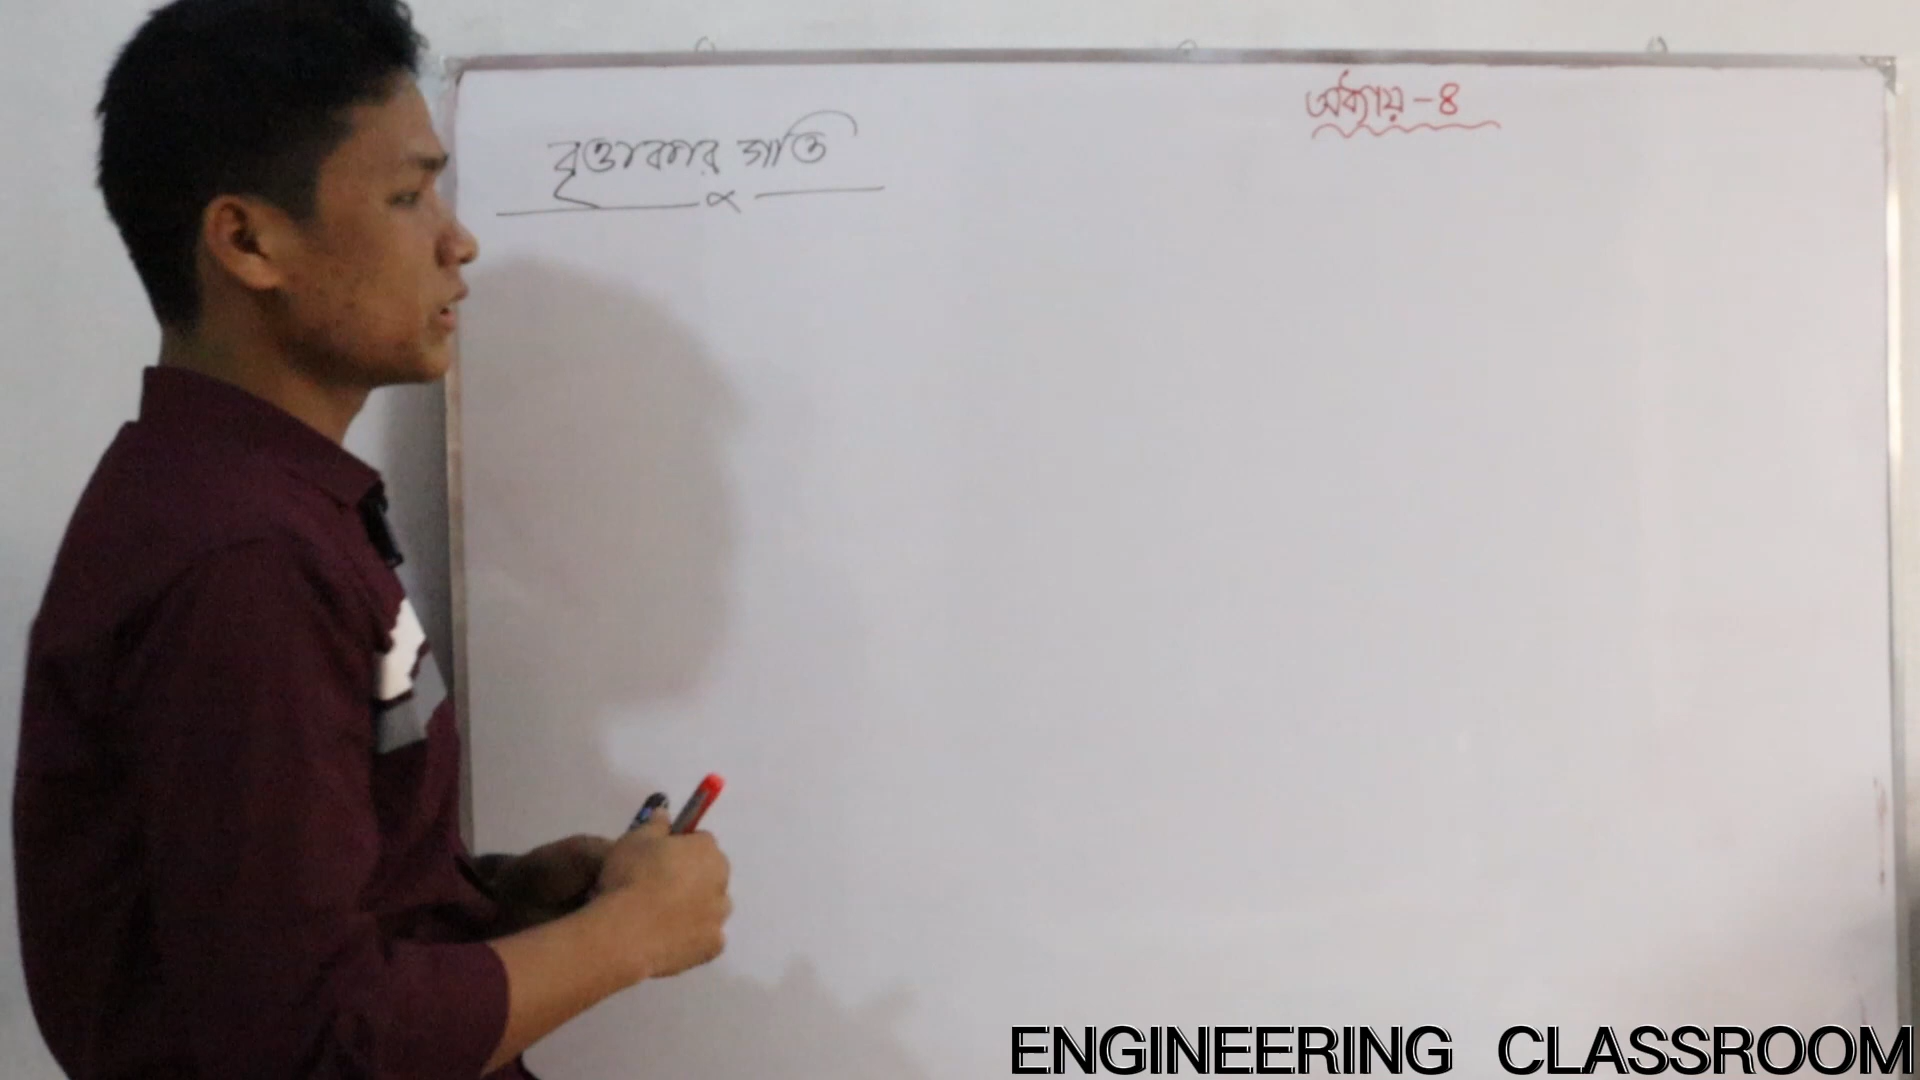 অধ্যায় - ৪
বৃত্তাকার গতি
ENGINEERING CLASSROOM